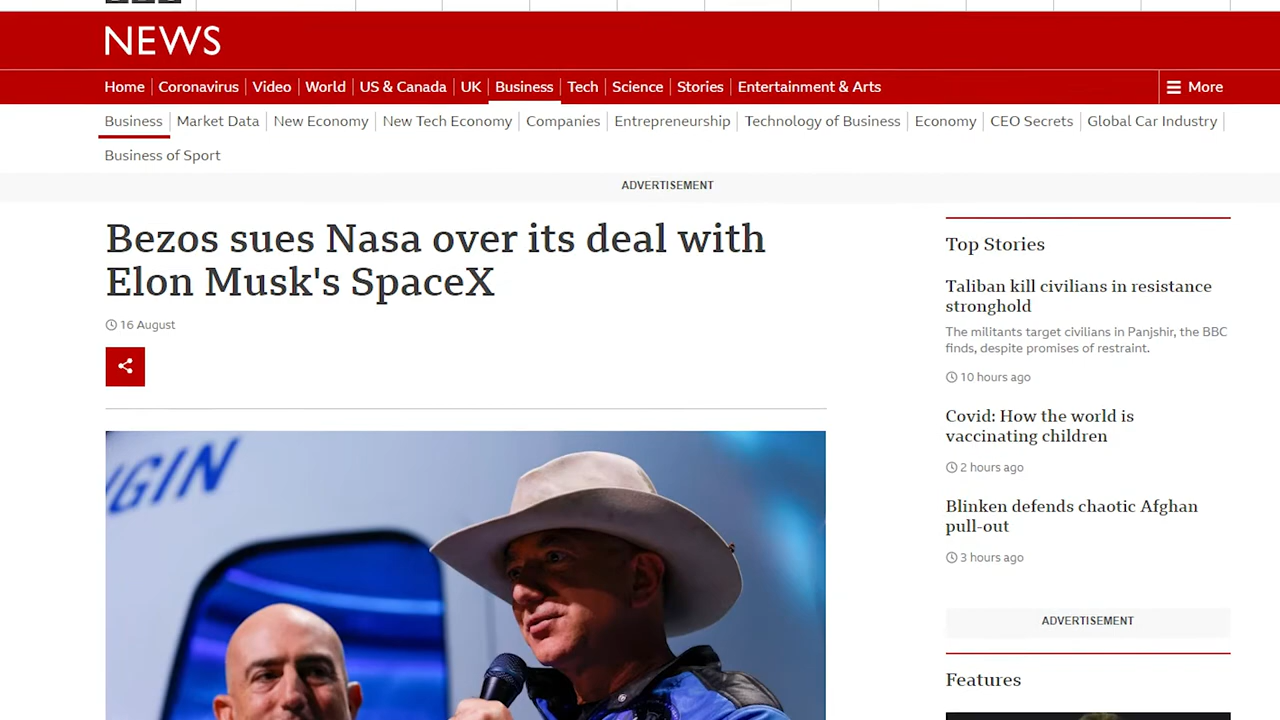 NEWS
Home Coronavirus Video World US & Canada UK Business Tech Science Stories Entertainment & Arts More
Business Market Data New Economy New Tech Economy Companies Entrepreneurship Technology of Business Economy CEO Secrets Global Car Industry
Business of Sport
ADVERTISEMENT
Bezos sues Nasa over its deal with
Elon Musk's SpaceX
16 August
IGIN
Top Stories
Taliban kill civilians in resistance
stronghold
The militants target civilians in Panjshir, the BBC
finds, despite promises of restraint.
10 hours ago
Covid: How the world is
vaccinating children
2 hours ago
Blinken defends chaotic Afghan
pull-out
3 hours ago
ADVERTISEMENT
Features